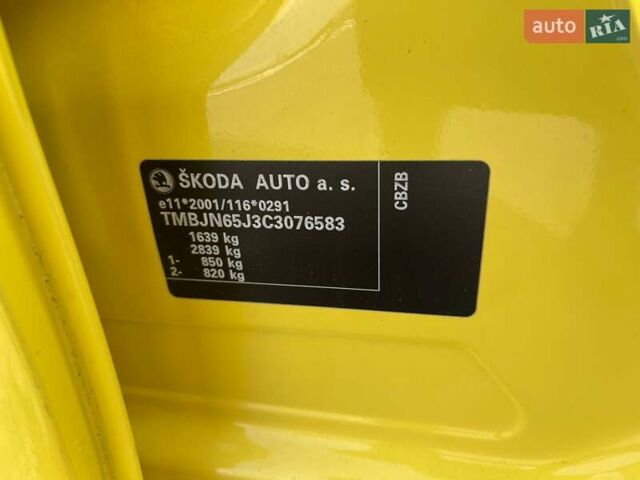 auto RIA.com
ŠKODA AUTO a. s.
e11*2001/116*0291
TMBJN65J3C3076583
1639 kg
2839 kg
1- 850 kg
2- 820 kg
CBZB